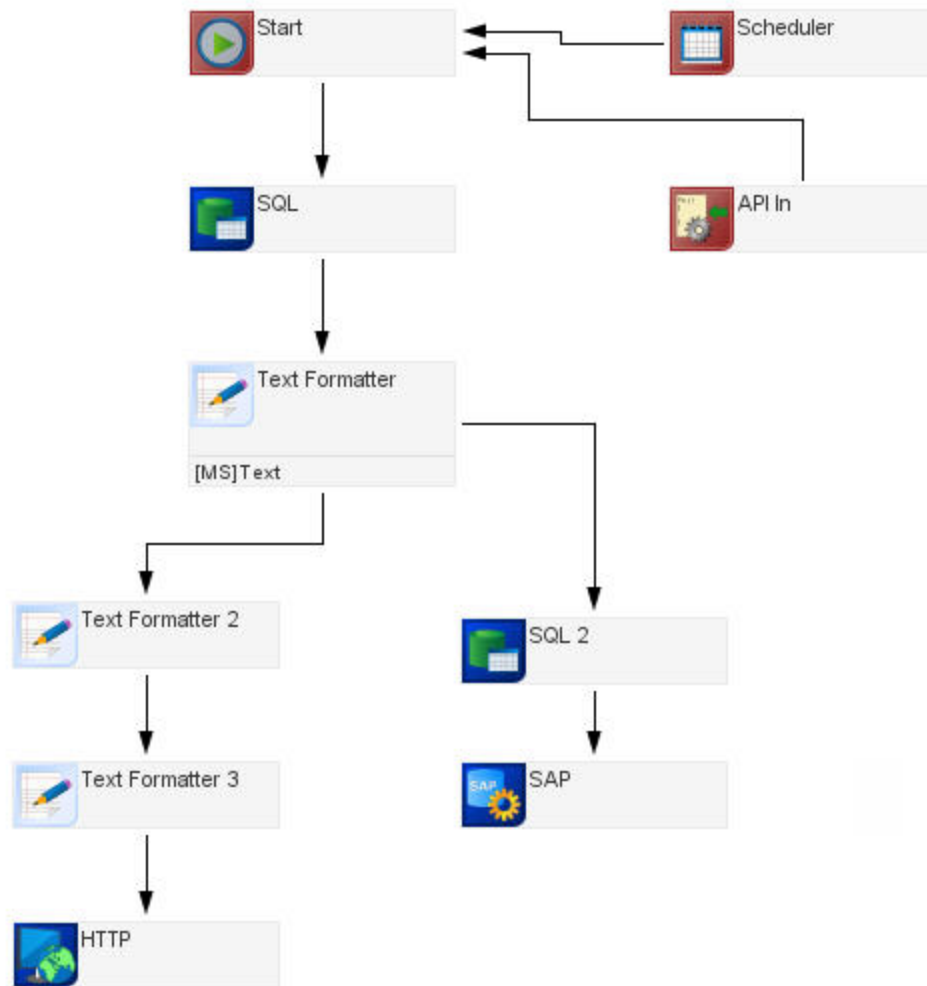 Start
Scheduler
SQL
API In
Text Formatter
[MS]Text
Text Formatter 2
SQL 2
Text Formatter 3
SAP
SAP
HTTP